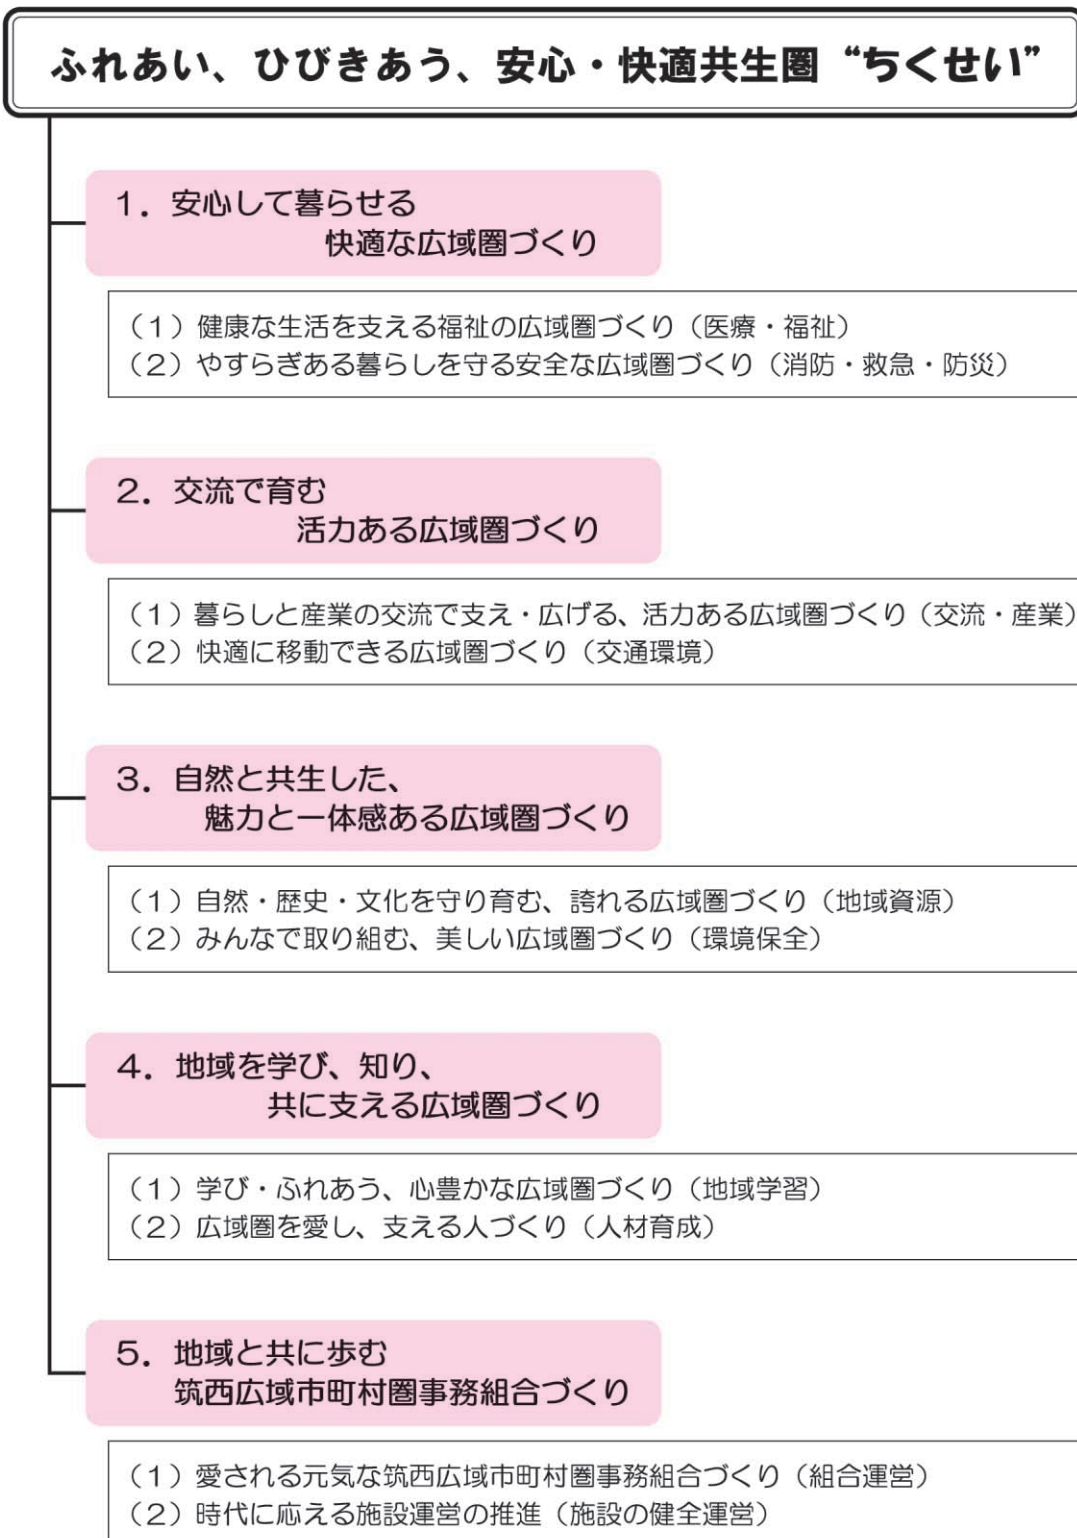 ふれあい、ひびきあう、安心・快適共生圏“ちくせい”
1．安心して暮らせる
快適な広域圏づくり
（1）健康な生活を支える福祉の広域圏づくり（医療・福祉）
（2）やすらぎある暮らしを守る安全な広域圏づくり（消防・救急・防災）
2．交流で育む
活力ある広域圏づくり
（1）暮らしと産業の交流で支え・広げる、活力ある広域圏づくり（交流・産業）
（2）快適に移動できる広域圏づくり（交通環境）
3．自然と共生した、
魅力と一体感ある広域圏づくり
（1）自然・歴史・文化を守り育む、誇れる広域圏づくり（地域資源）
（2）みんなで取り組む、美しい広域圏づくり（環境保全）
4．地域を学び、知り、
共に支える広域圏づくり
（1）学び・ふれあう、心豊かな広域圏づくり（地域学習）
（2）広域圏を愛し、支える人づくり（人材育成）
5．地域と共に歩む
筑西広域市町村圏事務組合づくり
（1）愛される元気な筑西広域市町村圏事務組合づくり（組合運営）
（2）時代に応える施設運営の推進（施設の健全運営）